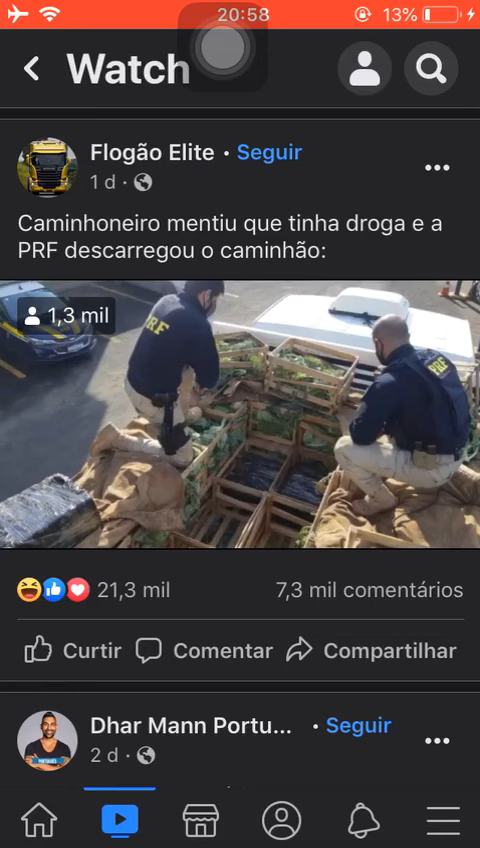 20:58
13%
Watch
Flogão Elite • Seguir
1 d
Caminhoneiro mentiu que tinha droga e a
PRF descarregou o caminhão:
1,3 mil
PRF
PRF
21,3 mil
7,3 mil comentários
Curtir
Comentar
Compartilhar
Dhar Mann Portu... • Seguir
2 d